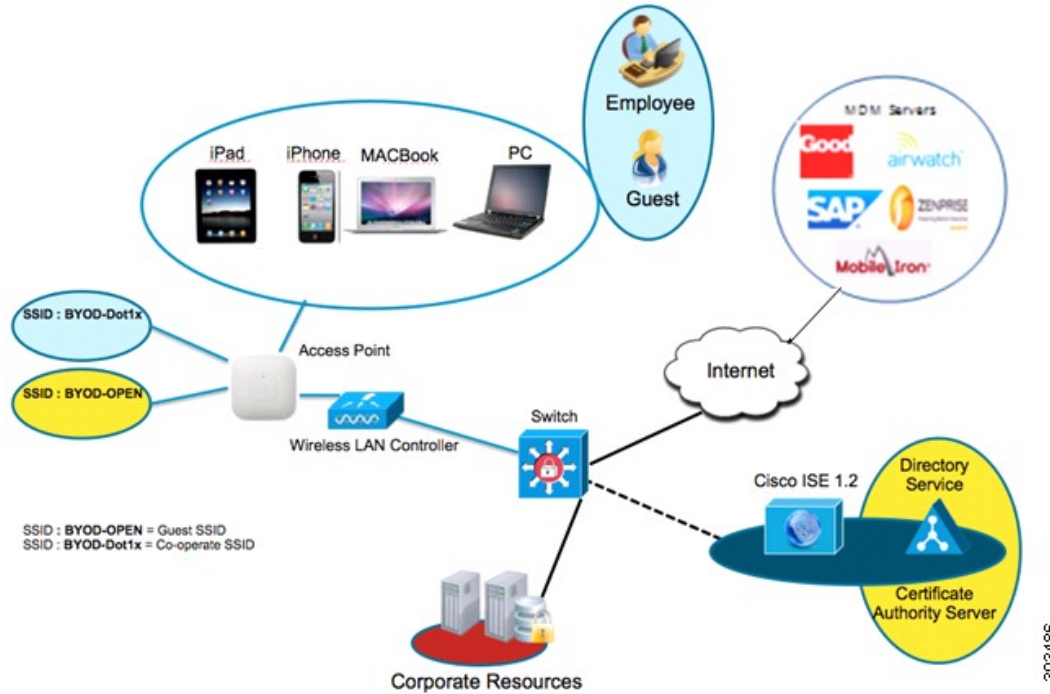 Employee
Guest
MDM Servers
Good
airwatch
SAP
ZENPRISE
MobileIron
iPad
iPhone
MACBook
PC
SSID : BYOD-Dot1x
SSID : BYOD-OPEN
Access Point
Wireless LAN Controller
Switch
Internet
Cisco ISE 1.2
Directory
Service
Certificate
Authority Server
SSID : BYOD-OPEN = Guest SSID
SSID : BYOD-Dot1x = Co-operate SSID
Corporate Resources